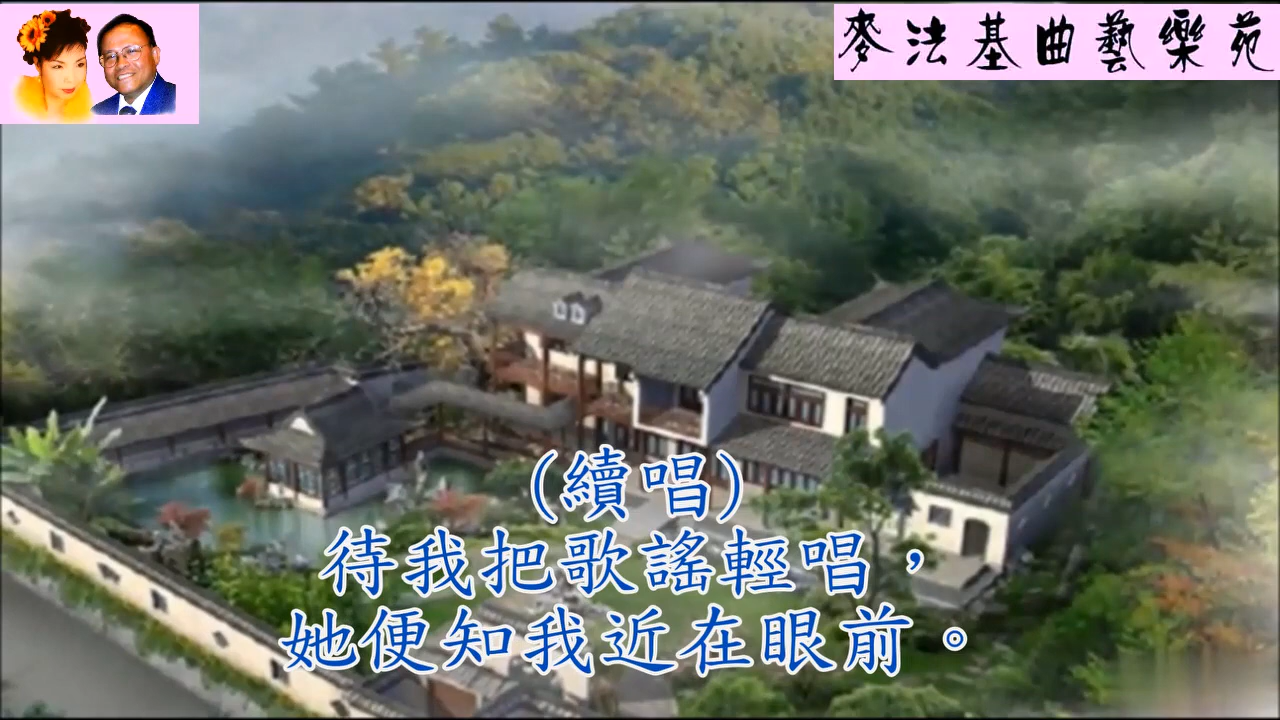 麥法基曲藝樂苑
(續唱)
待我把歌謠輕唱，
她便知我近在眼前。